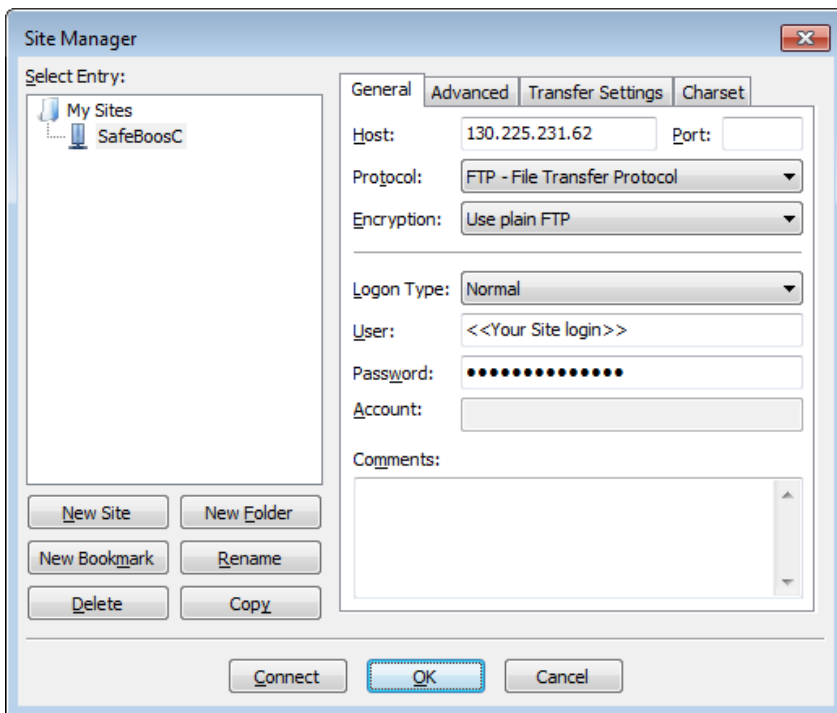 Site Manager
Select Entry:
My Sites
SafeBoosC
New Site
New Folder
New Bookmark
Rename
Delete
Copy
General
Advanced
Transfer Settings
Charset
Host:
130.225.231.62
Port:
Protocol:
FTP - File Transfer Protocol
Encryption:
Use plain FTP
Logon Type:
Normal
User:
<<Your Site login>>
Password:
••••••••••••••
Account:
Comments:
Connect
OK
Cancel